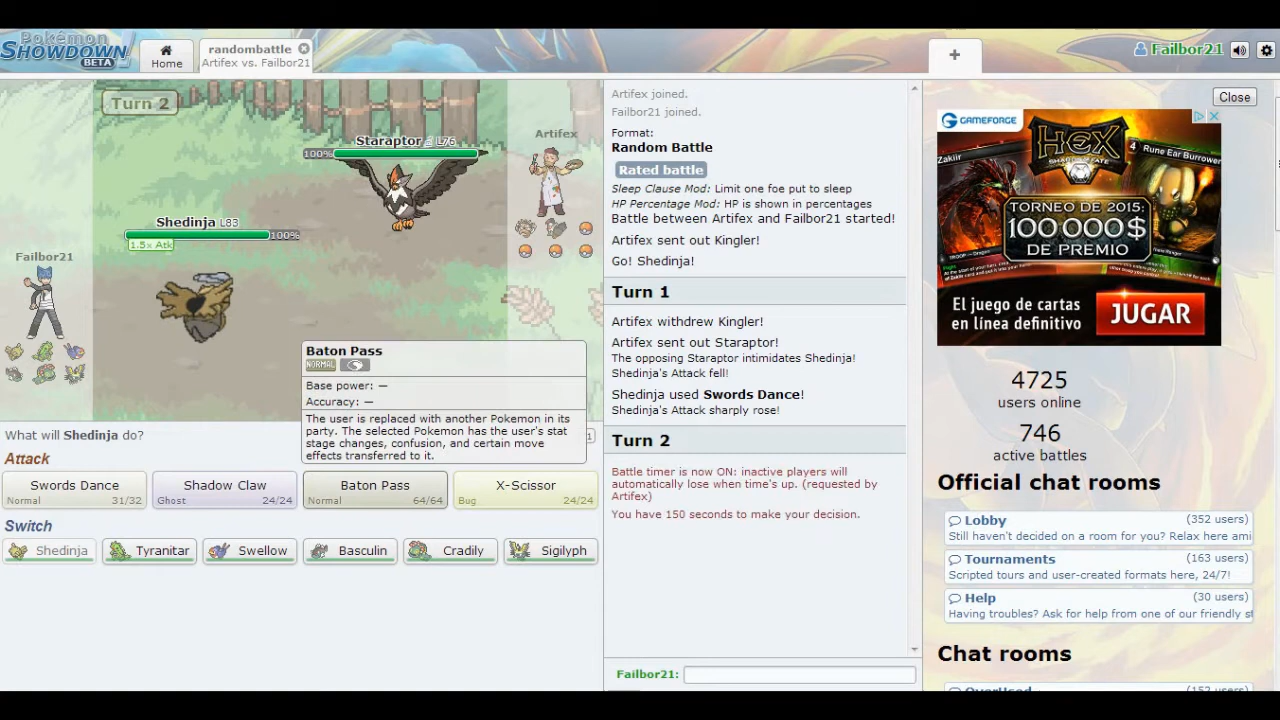 Pokémon
SHOWDOWN!
BETA
Home
randombattle
Artifex vs. Failbor21
+
Failbor21
Turn 2
Staraptor ♂ L76
100%
Artifex
Shedinja L83
100%
1.5x Atk
Failbor21
Baton Pass
NORMAL
Base power: —
Accuracy: —
The user is replaced with another Pokemon in its
party. The selected Pokemon has the user's stat
stage changes, confusion, and certain move
effects transferred to it.
What will Shedinja do?
Attack
Swords Dance
Normal 31/32
Shadow Claw
Ghost 24/24
Baton Pass
Normal 64/64
X-Scissor
Bug 24/24
Switch
Shedinja
Tyranitar
Swellow
Basculin
Cradily
Sigilyph
Artifex joined.
Failbor21 joined.
Format:
Random Battle
Rated battle
Sleep Clause Mod: Limit one foe put to sleep
HP Percentage Mod: HP is shown in percentages
Battle between Artifex and Failbor21 started!
Artifex sent out Kingler!
Go! Shedinja!
Turn 1
Artifex withdrew Kingler!
Artifex sent out Staraptor!
The opposing Staraptor intimidates Shedinja!
Shedinja's Attack fell!
Shedinja used Swords Dance!
Shedinja's Attack sharply rose!
Turn 2
Battle timer is now ON: inactive players will
automatically lose when time's up. (requested by
Artifex)
You have 150 seconds to make your decision.
Failbor21:
Close
GAMEFORGE
HEX
SHARDS OF FATE
Zakiir
4 Rune Ear Burrower
TORNEO DE 2015:
100 000$
DE PREMIO
El juego de cartas
en línea definitivo
JUGAR
4725
users online
746
active battles
Official chat rooms
Lobby (352 users)
Still haven't decided on a room for you? Relax here ami
Tournaments (163 users)
Scripted tours and user-created formats here, 24/7!
Help (30 users)
Having troubles? Ask for help from one of our friendly st
Chat rooms
OverUsed (152 users)